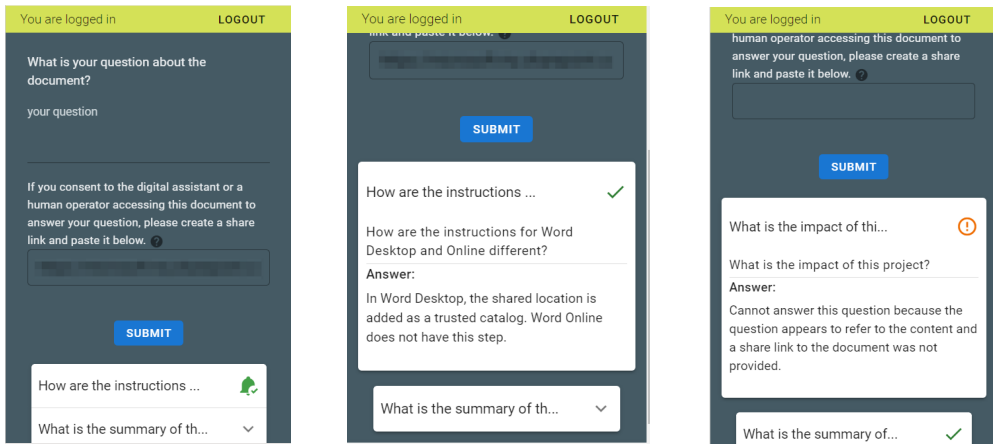 You are logged in LOGOUT
What is your question about the
document?
your question
If you consent to the digital assistant or a
human operator accessing this document to
answer your question, please create a share
link and paste it below. ?
SUBMIT
How are the instructions ...
What is the summary of th...
You are logged in LOGOUT
link and paste it below.
SUBMIT
How are the instructions ...
How are the instructions for Word
Desktop and Online different?
Answer:
In Word Desktop, the shared location is
added as a trusted catalog. Word Online
does not have this step.
What is the summary of th...
You are logged in LOGOUT
human operator accessing this document to
answer your question, please create a share
link and paste it below. ?
SUBMIT
What is the impact of thi...
What is the impact of this project?
Answer:
Cannot answer this question because the
question appears to refer to the content and
a share link to the document was not
provided.
What is the summary of...